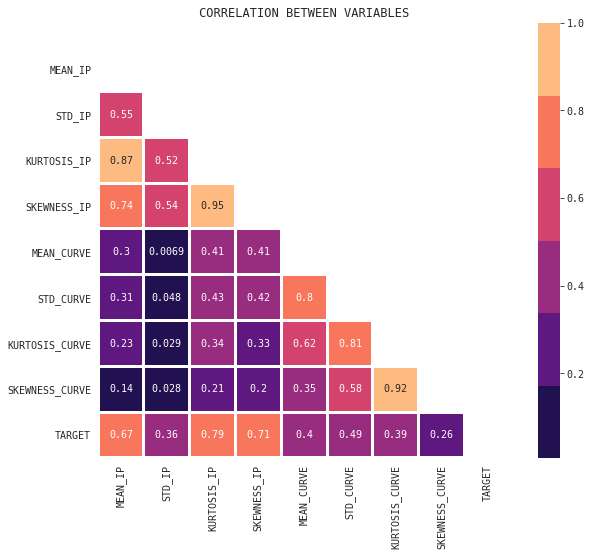 CORRELATION BETWEEN VARIABLES
MEAN_IP
STD_IP 0.55
KURTOSIS_IP 0.87 0.52
SKEWNESS_IP 0.74 0.54 0.95
MEAN_CURVE 0.3 0.0069 0.41 0.41
STD_CURVE 0.31 0.048 0.43 0.42 0.8
KURTOSIS_CURVE 0.23 0.029 0.34 0.33 0.62 0.81
SKEWNESS_CURVE 0.14 0.028 0.21 0.2 0.35 0.58 0.92
TARGET 0.67 0.36 0.79 0.71 0.4 0.49 0.39 0.26
MEAN_IP
STD_IP
KURTOSIS_IP
SKEWNESS_IP
MEAN_CURVE
STD_CURVE
KURTOSIS_CURVE
SKEWNESS_CURVE
TARGET
1.0
0.8
0.6
0.4
0.2